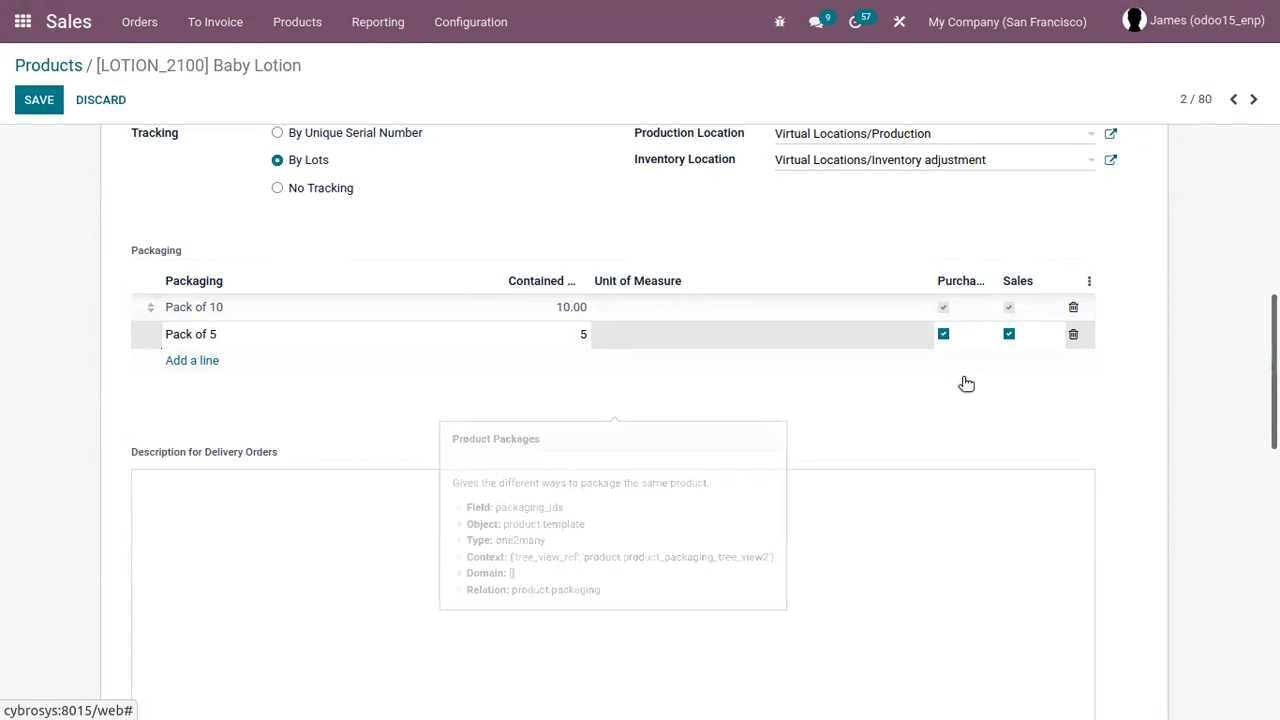 Sales Orders To Invoice Products Reporting Configuration 9 57 My Company (San Francisco) James (odoo15_enp)
Products / [LOTION_2100] Baby Lotion
SAVE DISCARD 2 / 80
Tracking By Unique Serial Number Production Location Virtual Locations/Production
By Lots Inventory Location Virtual Locations/Inventory adjustment
No Tracking
Packaging
Packaging Contained ... Unit of Measure Purcha... Sales
Pack of 10 10.00
Pack of 5 5
Add a line
Product Packages
Description for Delivery Orders
Gives the different ways to package the same product.
Field: packaging_ids
Object: product.template
Type: one2many
Context: {'tree_view_ref':'product.product_packaging_tree_view2'}
Domain: []
Relation: product.packaging
cybrosys:8015/web#